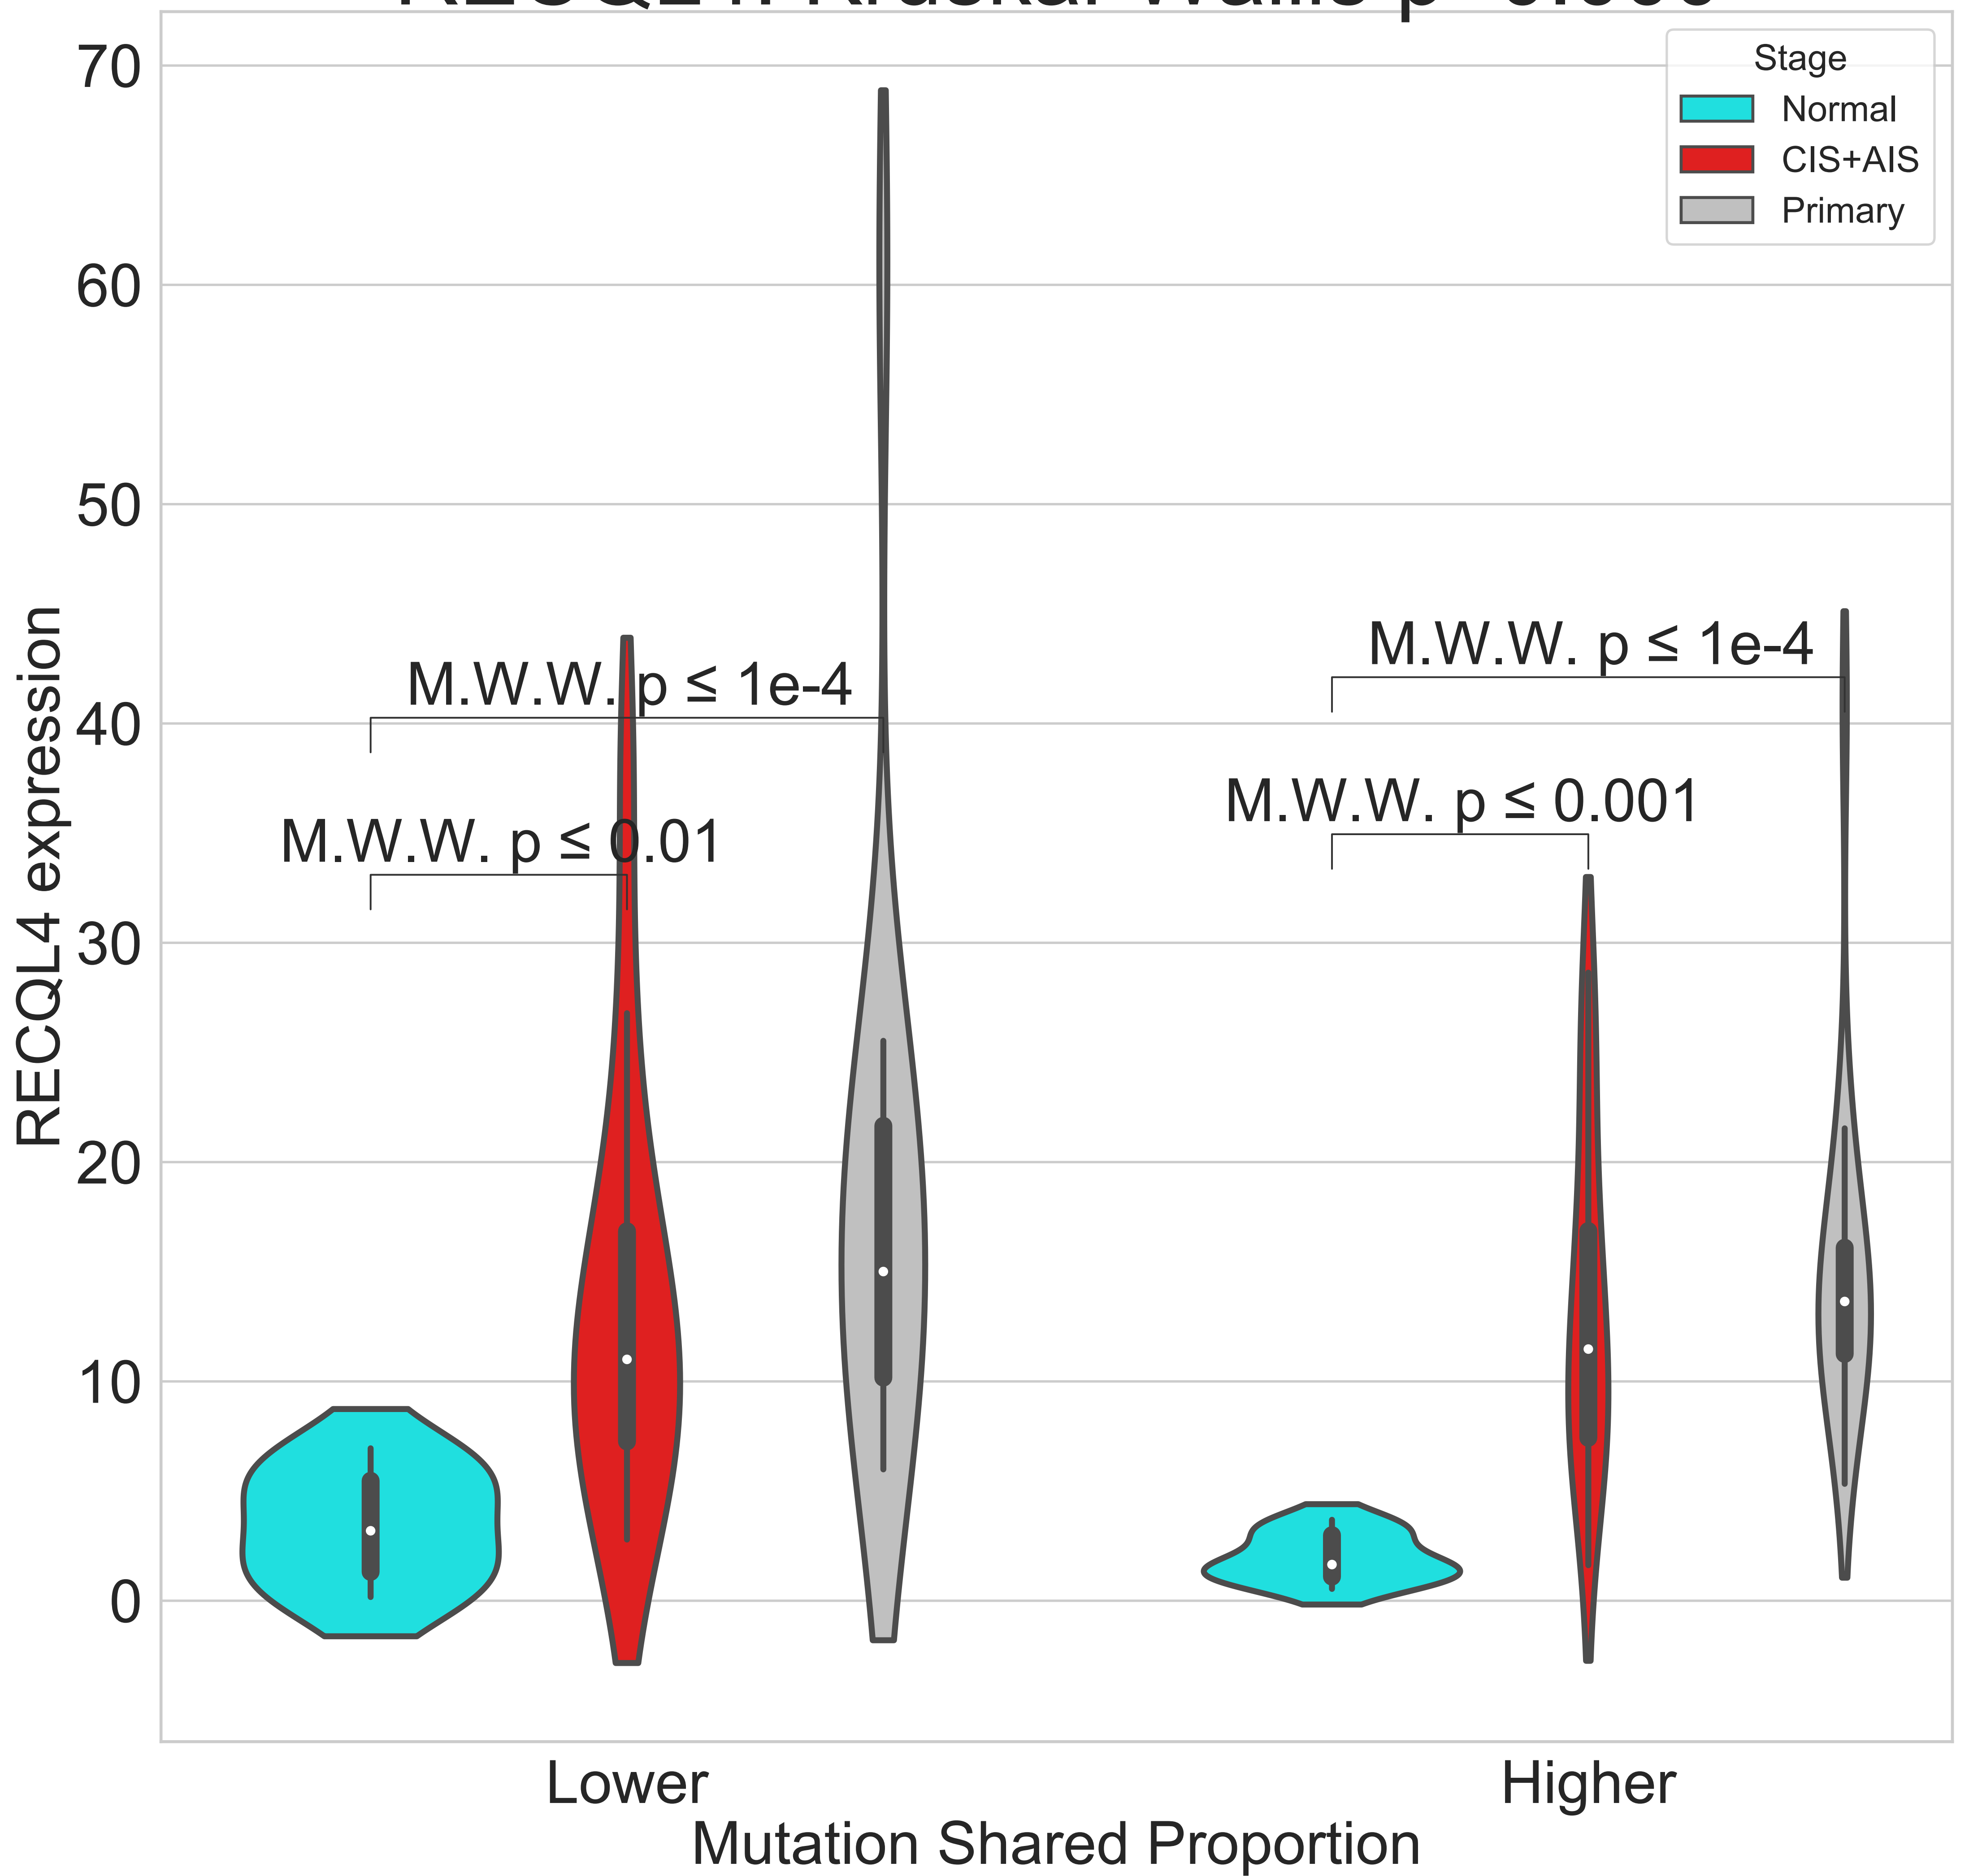 70
Stage
Normal
CIS+AIS
Primary
60
50
M.W.W. p ≤ 1e-4
M.W.W. p ≤ 1e-4
40
M.W.W. p ≤ 0.001
M.W.W. p ≤ 0.01
30
RECQL4 expression
20
10
0
Lower
Higher
Mutation Shared Proportion